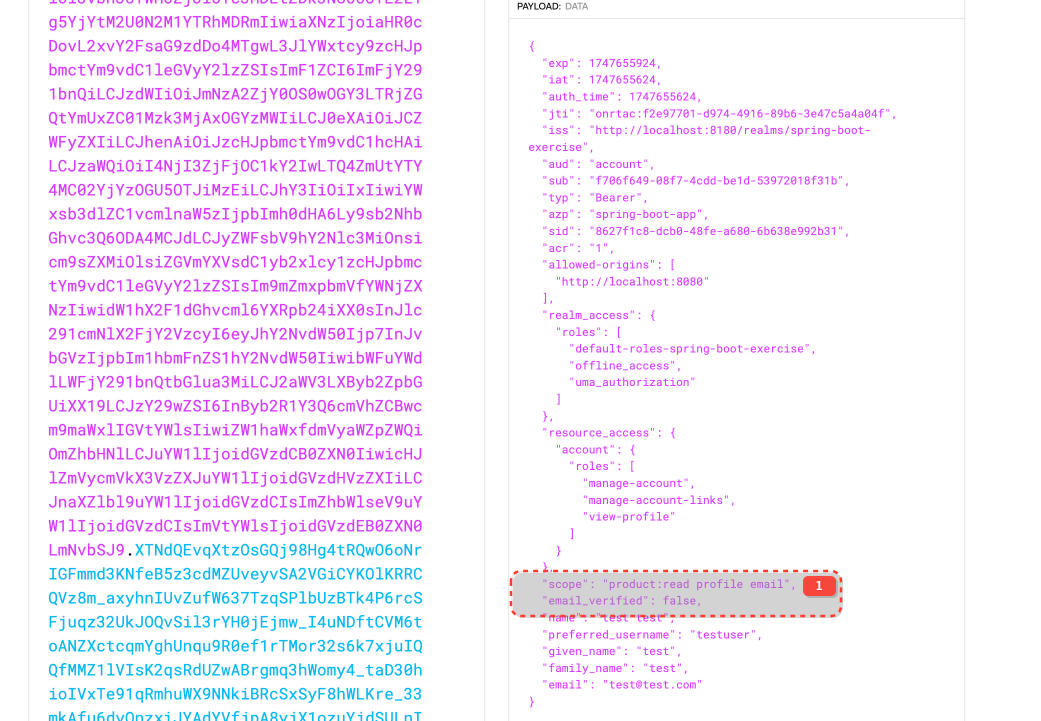 g5YjYtM2U0N2M1YTRhMDRmIiwiaXNzIjoiaHR0c
DovL2xvY2FsaG9zdDo4MTgwL3JlYWxtcy9zcHJp
bmctYm9vdC1leGVyY2lzZSIsImF1ZCI6ImFjY29
1bnQiLCJzdWIiOiJmNzA2ZjY0OS0wOGY3LTRjZG
QtYmUxZC01Mzk3MjAxOGYzMWIiLCJ0eXAiOiJCZ
WFyZXIiLCJhenAiOiJzcHJpbmctYm9vdC1hcHAi
LCJzaWQiOiI4NjI3ZjFjOC1kY2IwLTQ4ZmUtYTY
4MC02YjYzOGU5OTJiMzEiLCJhY3IiOiIxIiwiYW
xsb3dlZC1vcmlnaW5zIjpbImh0dHA6Ly9sb2Nhb
Ghvc3Q6ODA4MCJdLCJyZWFsbV9hY2Nlc3MiOnsi
cm9sZXMiOlsiZGVmYXVsdC1yb2xlcy1zcHJpbmc
tYm9vdC1leGVyY2lzZSIsIm9mZmxpbmVfYWNjZX
NzIiwidW1hX2F1dGhvcml6YXRpb24iXX0sInJlc
291cmNlX2FjY2VzcyI6eyJhY2NvdW50Ijp7InJv
bGVzIjpbIm1hbmFnZS1hY2NvdW50IiwibWFuYWd
lLWFjY291bnQtbGlua3MiLCJ2aWV3LXByb2ZpbG
UiXX19LCJzY29wZSI6InByb2R1Y3Q6cmVhZCBwc
m9maWxlIGVtYWlsIiwiZW1haWxfdmVyaWZpZWQi
OmZhbHNlLCJuYW1lIjoidGVzdCB0ZXN0IiwicHJ
lZmVycmVkX3VzZXJuYW1lIjoidGVzdHVzZXIiLC
JnaXZlbl9uYW1lIjoidGVzdCIsImZhbWlseV9uY
W1lIjoidGVzdCIsImVtYWlsIjoidGVzdEB0ZXN0
LmNvbSJ9.XTNdQEvqXtzOsGQj98Hg4tRQwO6oNr
IGFmmd3KNfeB5z3cdMZUveyvSA2VGiCYKOlKRRC
QVz8m_axyhnIUvZufW637TzqSPlbUzBTk4P6rcS
Fjuqz32UkJOQvSil3rYH0jEjmw_I4uNDftCVM6t
oANZXctcqmYghUnqu9R0ef1rTMor32s6k7xjuIQ
QfMMZ1lVIsK2qsRdUZwABrgmq3hWomy4_taD30h
ioIVxTe91qRmhuWX9NNkiBRcSxSyF8hWLKre_33
PAYLOAD: DATA
{
"exp": 1747655924,
"iat": 1747655624,
"auth_time": 1747655624,
"jti": "onrtac:f2e97701-d974-4916-89b6-3e47c5a4a04f",
"iss": "http://localhost:8180/realms/spring-boot-
exercise",
"aud": "account",
"sub": "f706f649-08f7-4cdd-be1d-53972018f31b",
"typ": "Bearer",
"azp": "spring-boot-app",
"sid": "8627f1c8-dcb0-48fe-a680-6b638e992b31",
"acr": "1",
"allowed-origins": [
"http://localhost:8080"
],
"realm_access": {
"roles": [
"default-roles-spring-boot-exercise",
"offline_access",
"uma_authorization"
]
},
"resource_access": {
"account": {
"roles": [
"manage-account",
"manage-account-links",
"view-profile"
]
}
},
"scope": "product:read profile email", 1
"email_verified": false,
"name": "test test",
"preferred_username": "testuser",
"given_name": "test",
"family_name": "test",
"email": "test@test.com"
}